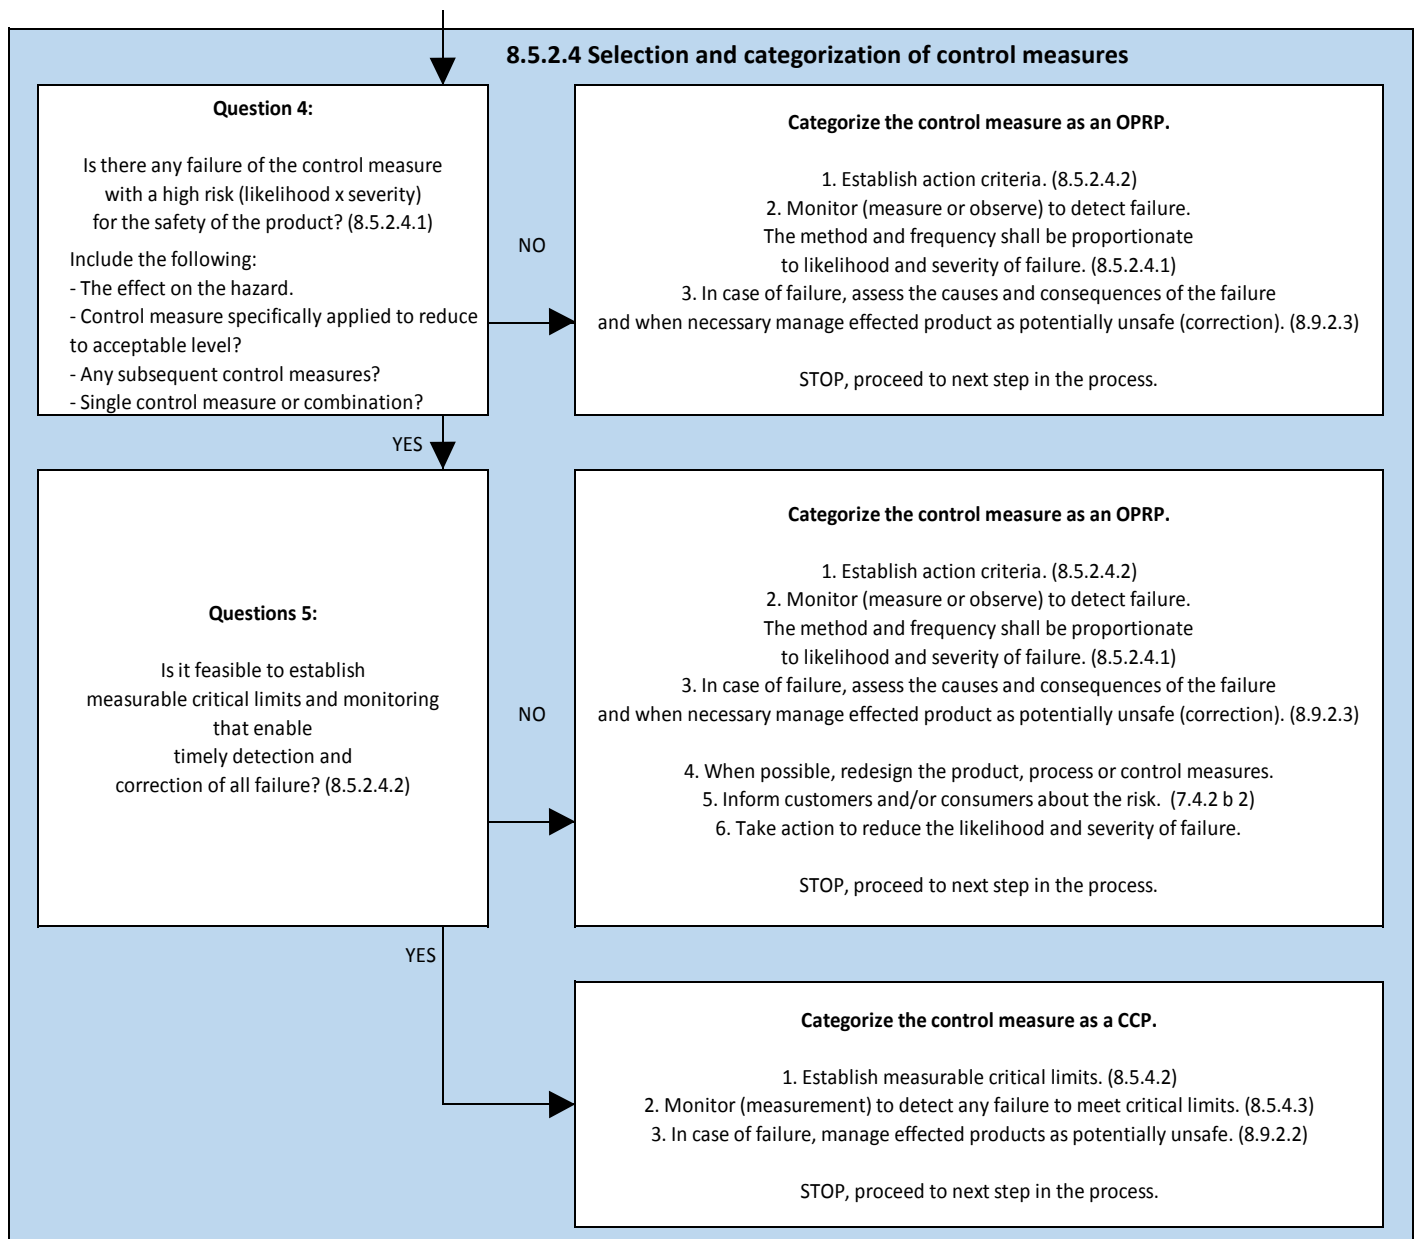 8.5.2.4 Selection and categorization of control measures
Question 4:
Is there any failure of the control measure
with a high risk (likelihood x severity)
for the safety of the product? (8.5.2.4.1)
Include the following:
- The effect on the hazard.
- Control measure specifically applied to reduce
to acceptable level?
- Any subsequent control measures?
- Single control measure or combination?
NO
Categorize the control measure as an OPRP.
1. Establish action criteria. (8.5.2.4.2)
2. Monitor (measure or observe) to detect failure.
The method and frequency shall be proportionate
to likelihood and severity of failure. (8.5.2.4.1)
3. In case of failure, assess the causes and consequences of the failure
and when necessary manage effected product as potentially unsafe (correction). (8.9.2.3)
STOP, proceed to next step in the process.
YES
Questions 5:
Is it feasible to establish
measurable critical limits and monitoring
that enable
timely detection and
correction of all failure? (8.5.2.4.2)
NO
Categorize the control measure as an OPRP.
1. Establish action criteria. (8.5.2.4.2)
2. Monitor (measure or observe) to detect failure.
The method and frequency shall be proportionate
to likelihood and severity of failure. (8.5.2.4.1)
3. In case of failure, assess the causes and consequences of the failure
and when necessary manage effected product as potentially unsafe (correction). (8.9.2.3)
4. When possible, redesign the product, process or control measures.
5. Inform customers and/or consumers about the risk. (7.4.2 b 2)
6. Take action to reduce the likelihood and severity of failure.
STOP, proceed to next step in the process.
YES
Categorize the control measure as a CCP.
1. Establish measurable critical limits. (8.5.4.2)
2. Monitor (measurement) to detect any failure to meet critical limits. (8.5.4.3)
3. In case of failure, manage effected products as potentially unsafe. (8.9.2.2)
STOP, proceed to next step in the process.